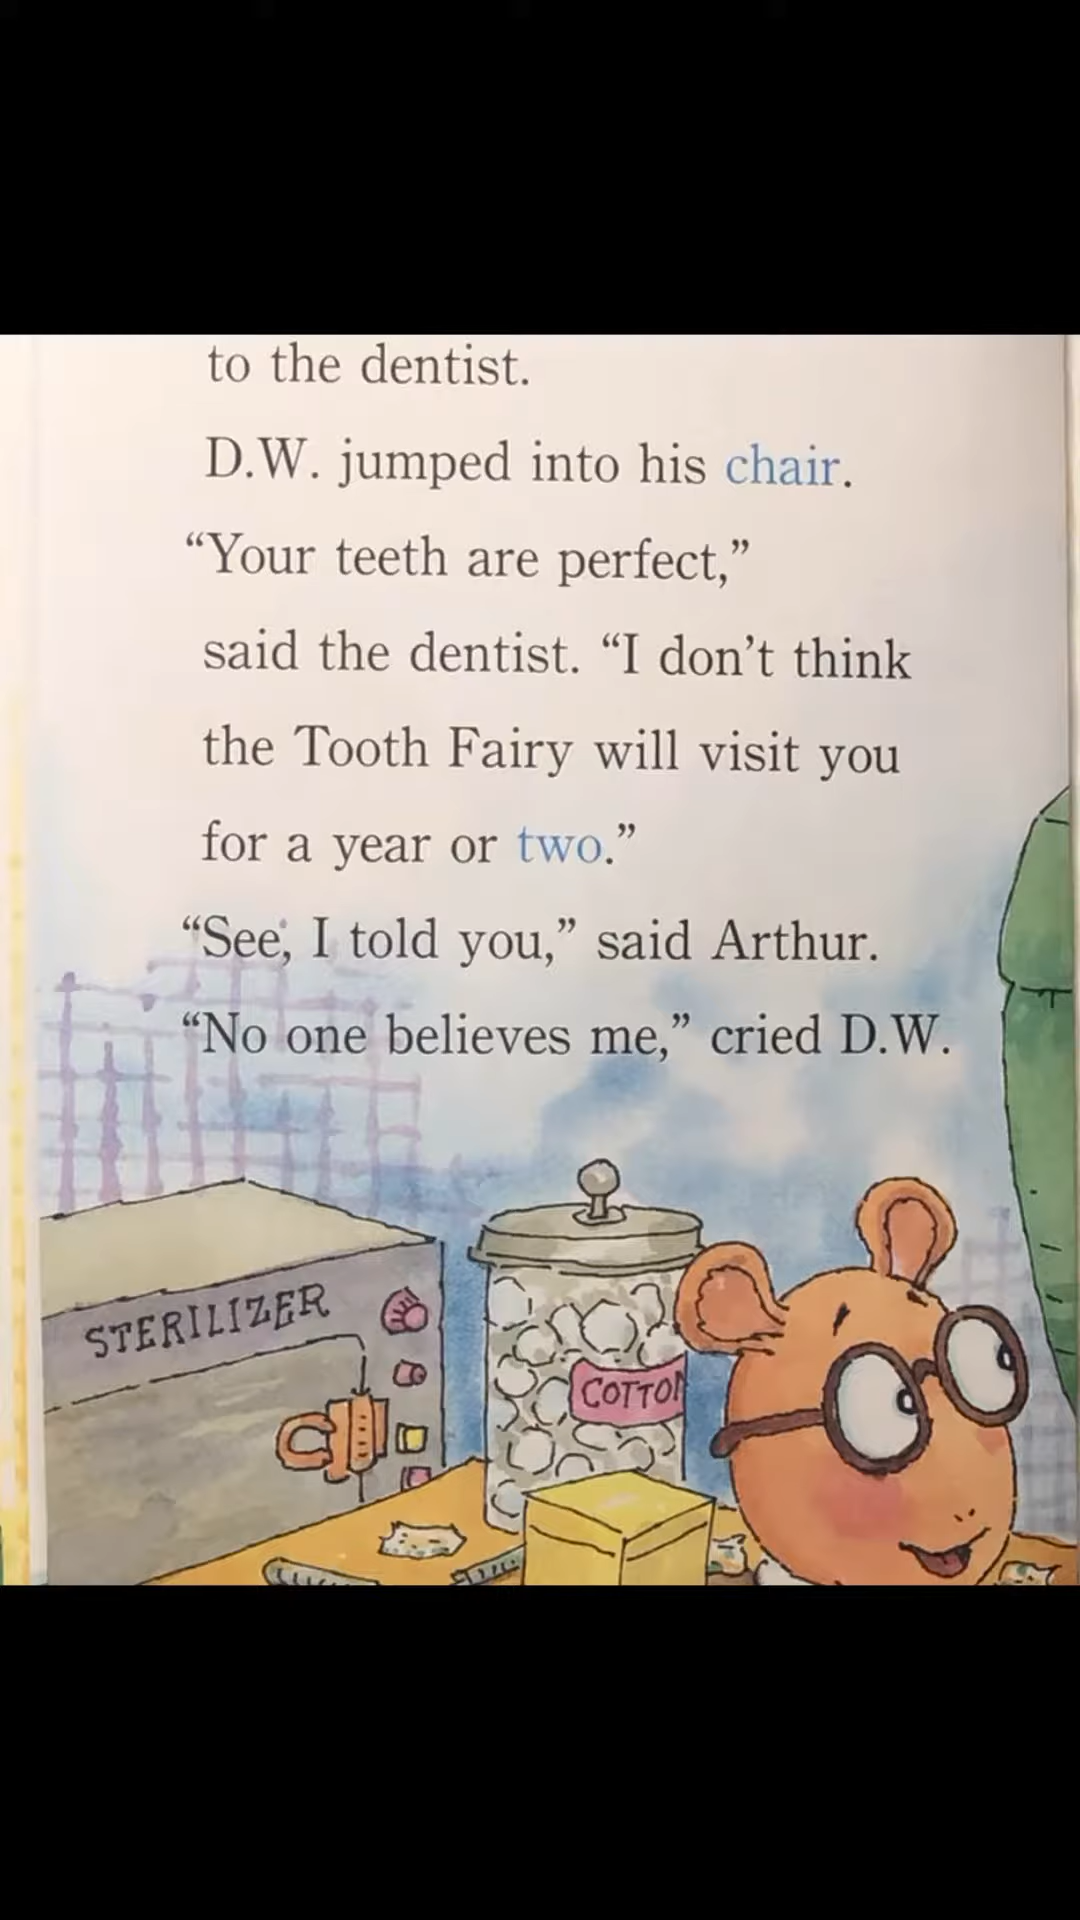 to the dentist.
D.W. jumped into his chair.
“Your teeth are perfect,”
said the dentist. “I don’t think
the Tooth Fairy will visit you
for a year or two.”
“See, I told you,” said Arthur.
“No one believes me,” cried D.W.
STERILIZER
COTTON